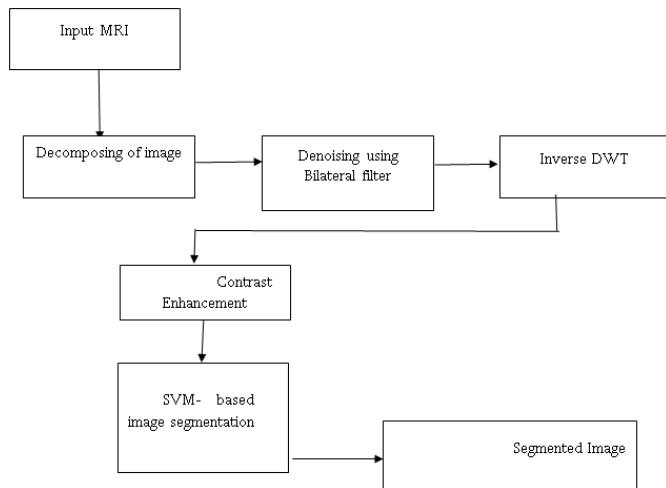 Input MRI
Decomposing of image
Denoising using
Bilateral filter
Inverse DWT
Contrast
Enhancement
SVM- based
image segmentation
Segmented Image